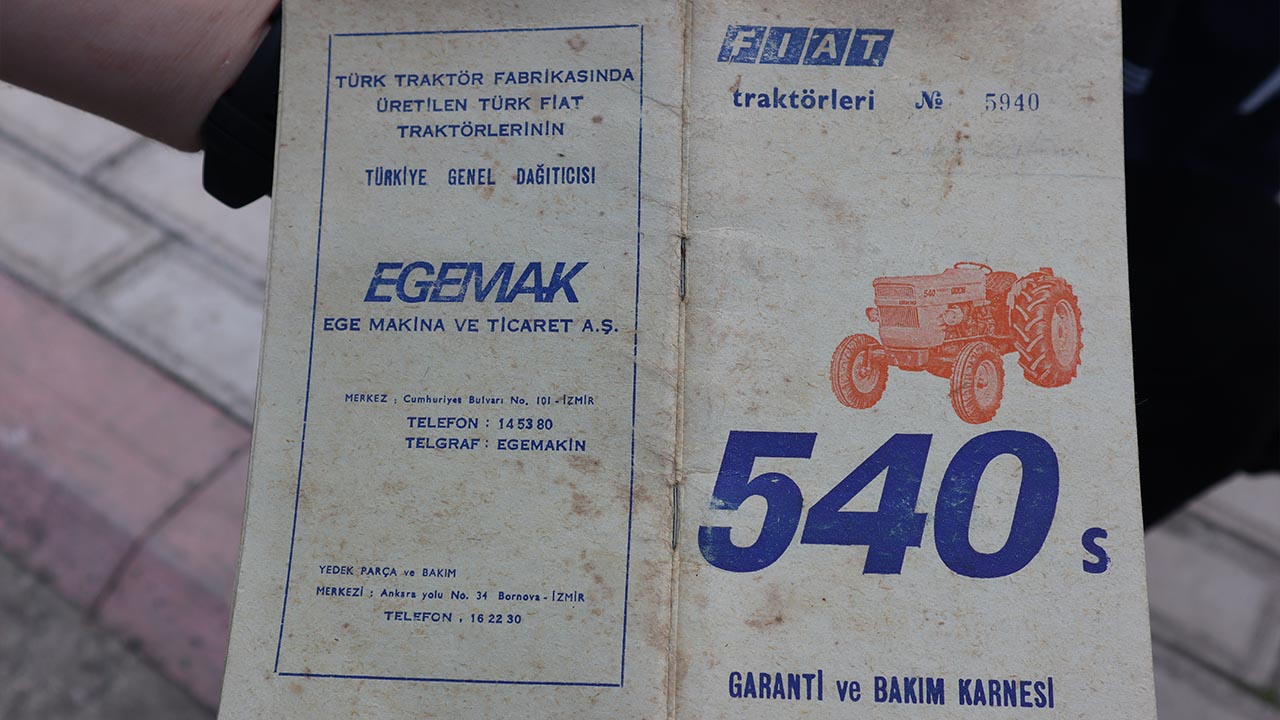 TÜRK TRAKTÖR FABRİKASINDA
ÜRETİLEN TÜRK FIAT
TRAKTÖRLERİNİN
TÜRKİYE GENEL DAĞITICISI
EGEMAK
EGE MAKİNA VE TİCARET A.Ş.
MERKEZ : Cumhuriyet Bulvarı No. 101 - İZMİR
TELEFON : 14 53 80
TELGRAF : EGEMAKİN
YEDEK PARÇA ve BAKIM
MERKEZİ : Ankara yolu No. 34 Bornova - İZMİR
TELEFON . 16 22 30
FIAT
traktörleri № 5940
540
540 s
GARANTİ ve BAKIM KARNESİ